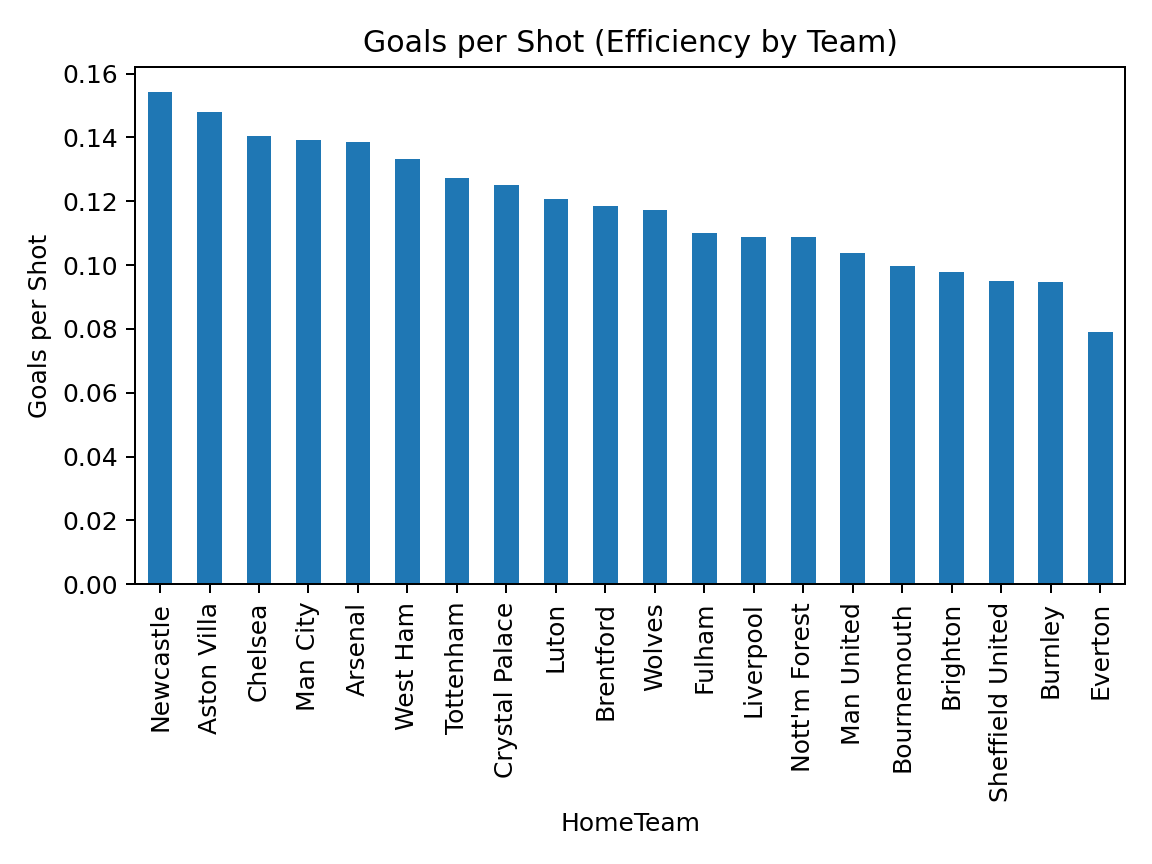 Goals per Shot (Efficiency by Team)
Goals per Shot
0.16
0.14
0.12
0.10
0.08
0.06
0.04
0.02
0.00
Newcastle
Aston Villa
Chelsea
Man City
Arsenal
West Ham
Tottenham
Crystal Palace
Luton
Brentford
Wolves
Fulham
Liverpool
Nott'm Forest
Man United
Bournemouth
Brighton
Sheffield United
Burnley
Everton
HomeTeam